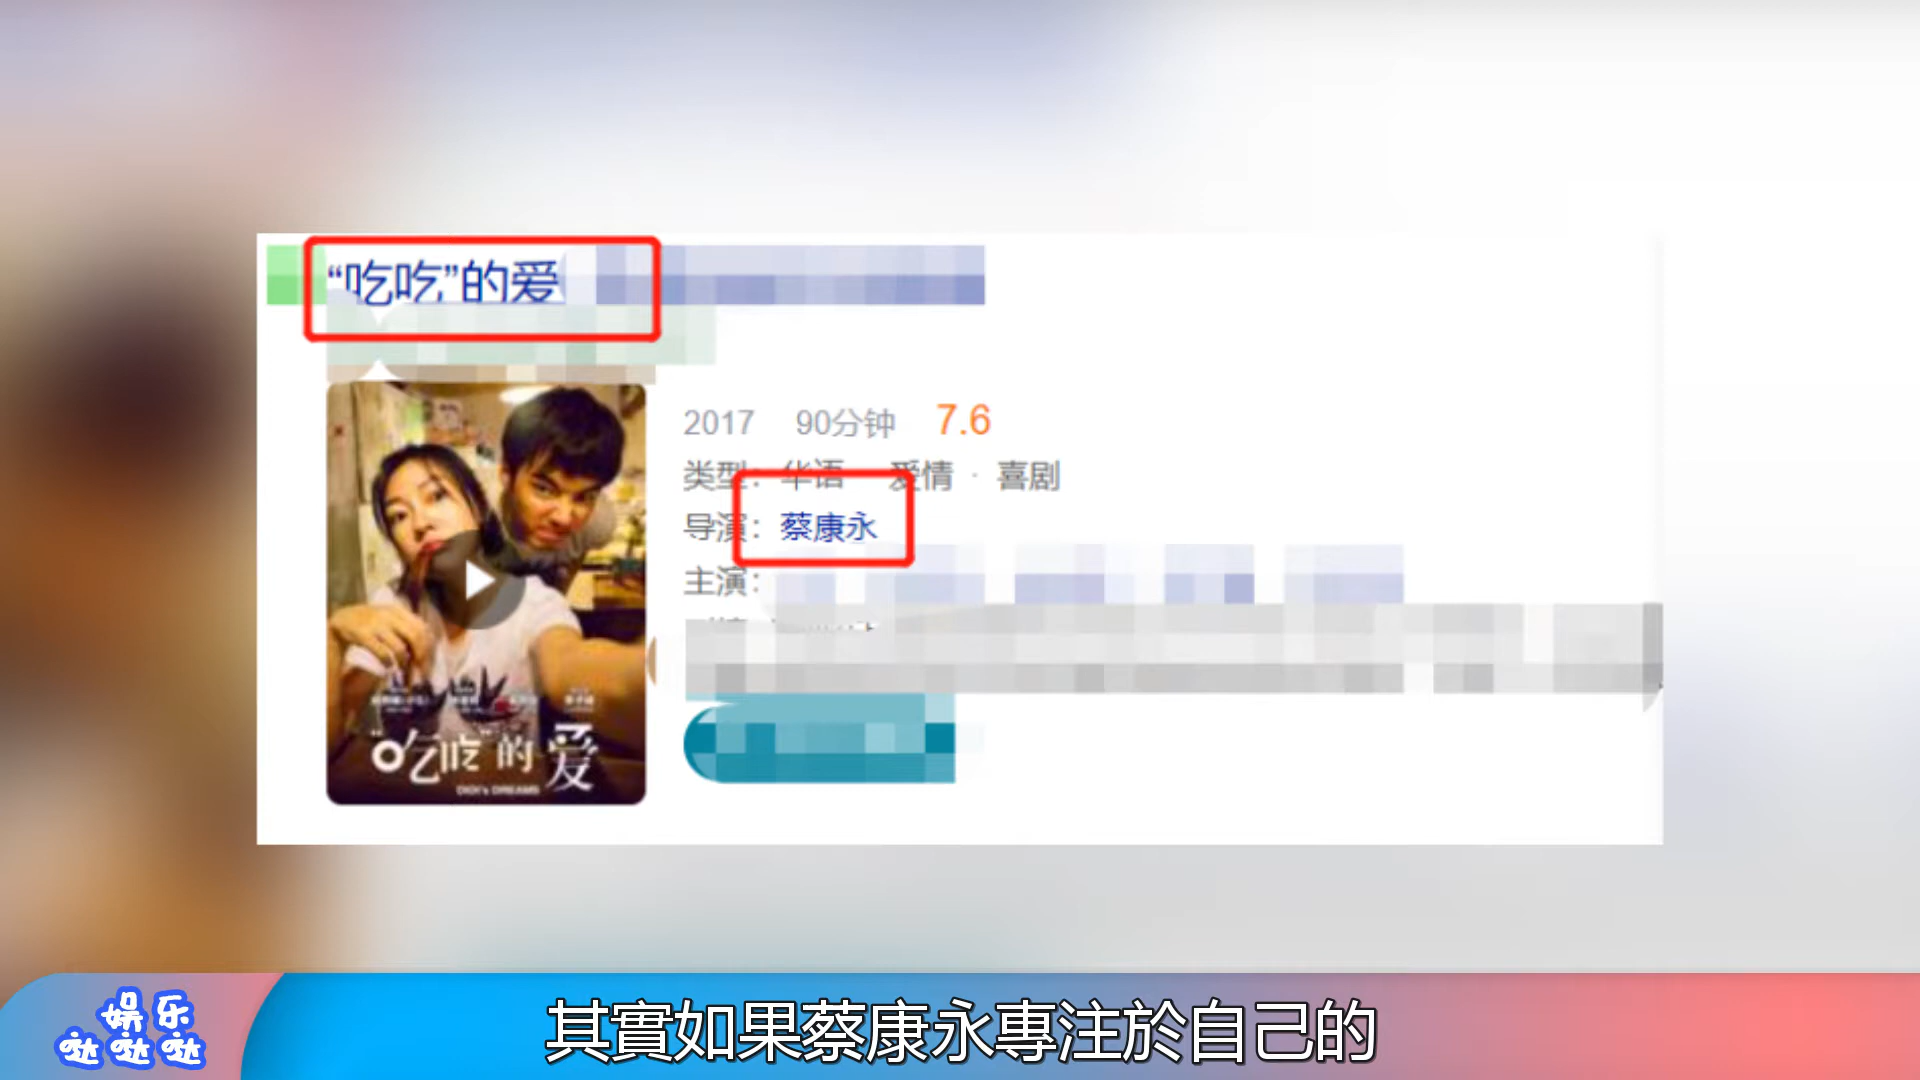 “吃吃”的爱
2017 90分钟 7.6
类型：华语 爱情 · 喜剧
导演：蔡康永
主演：
“吃吃”的爱
DIDI's DREAMS
娱乐
哒哒哒
其實如果蔡康永專注於自己的